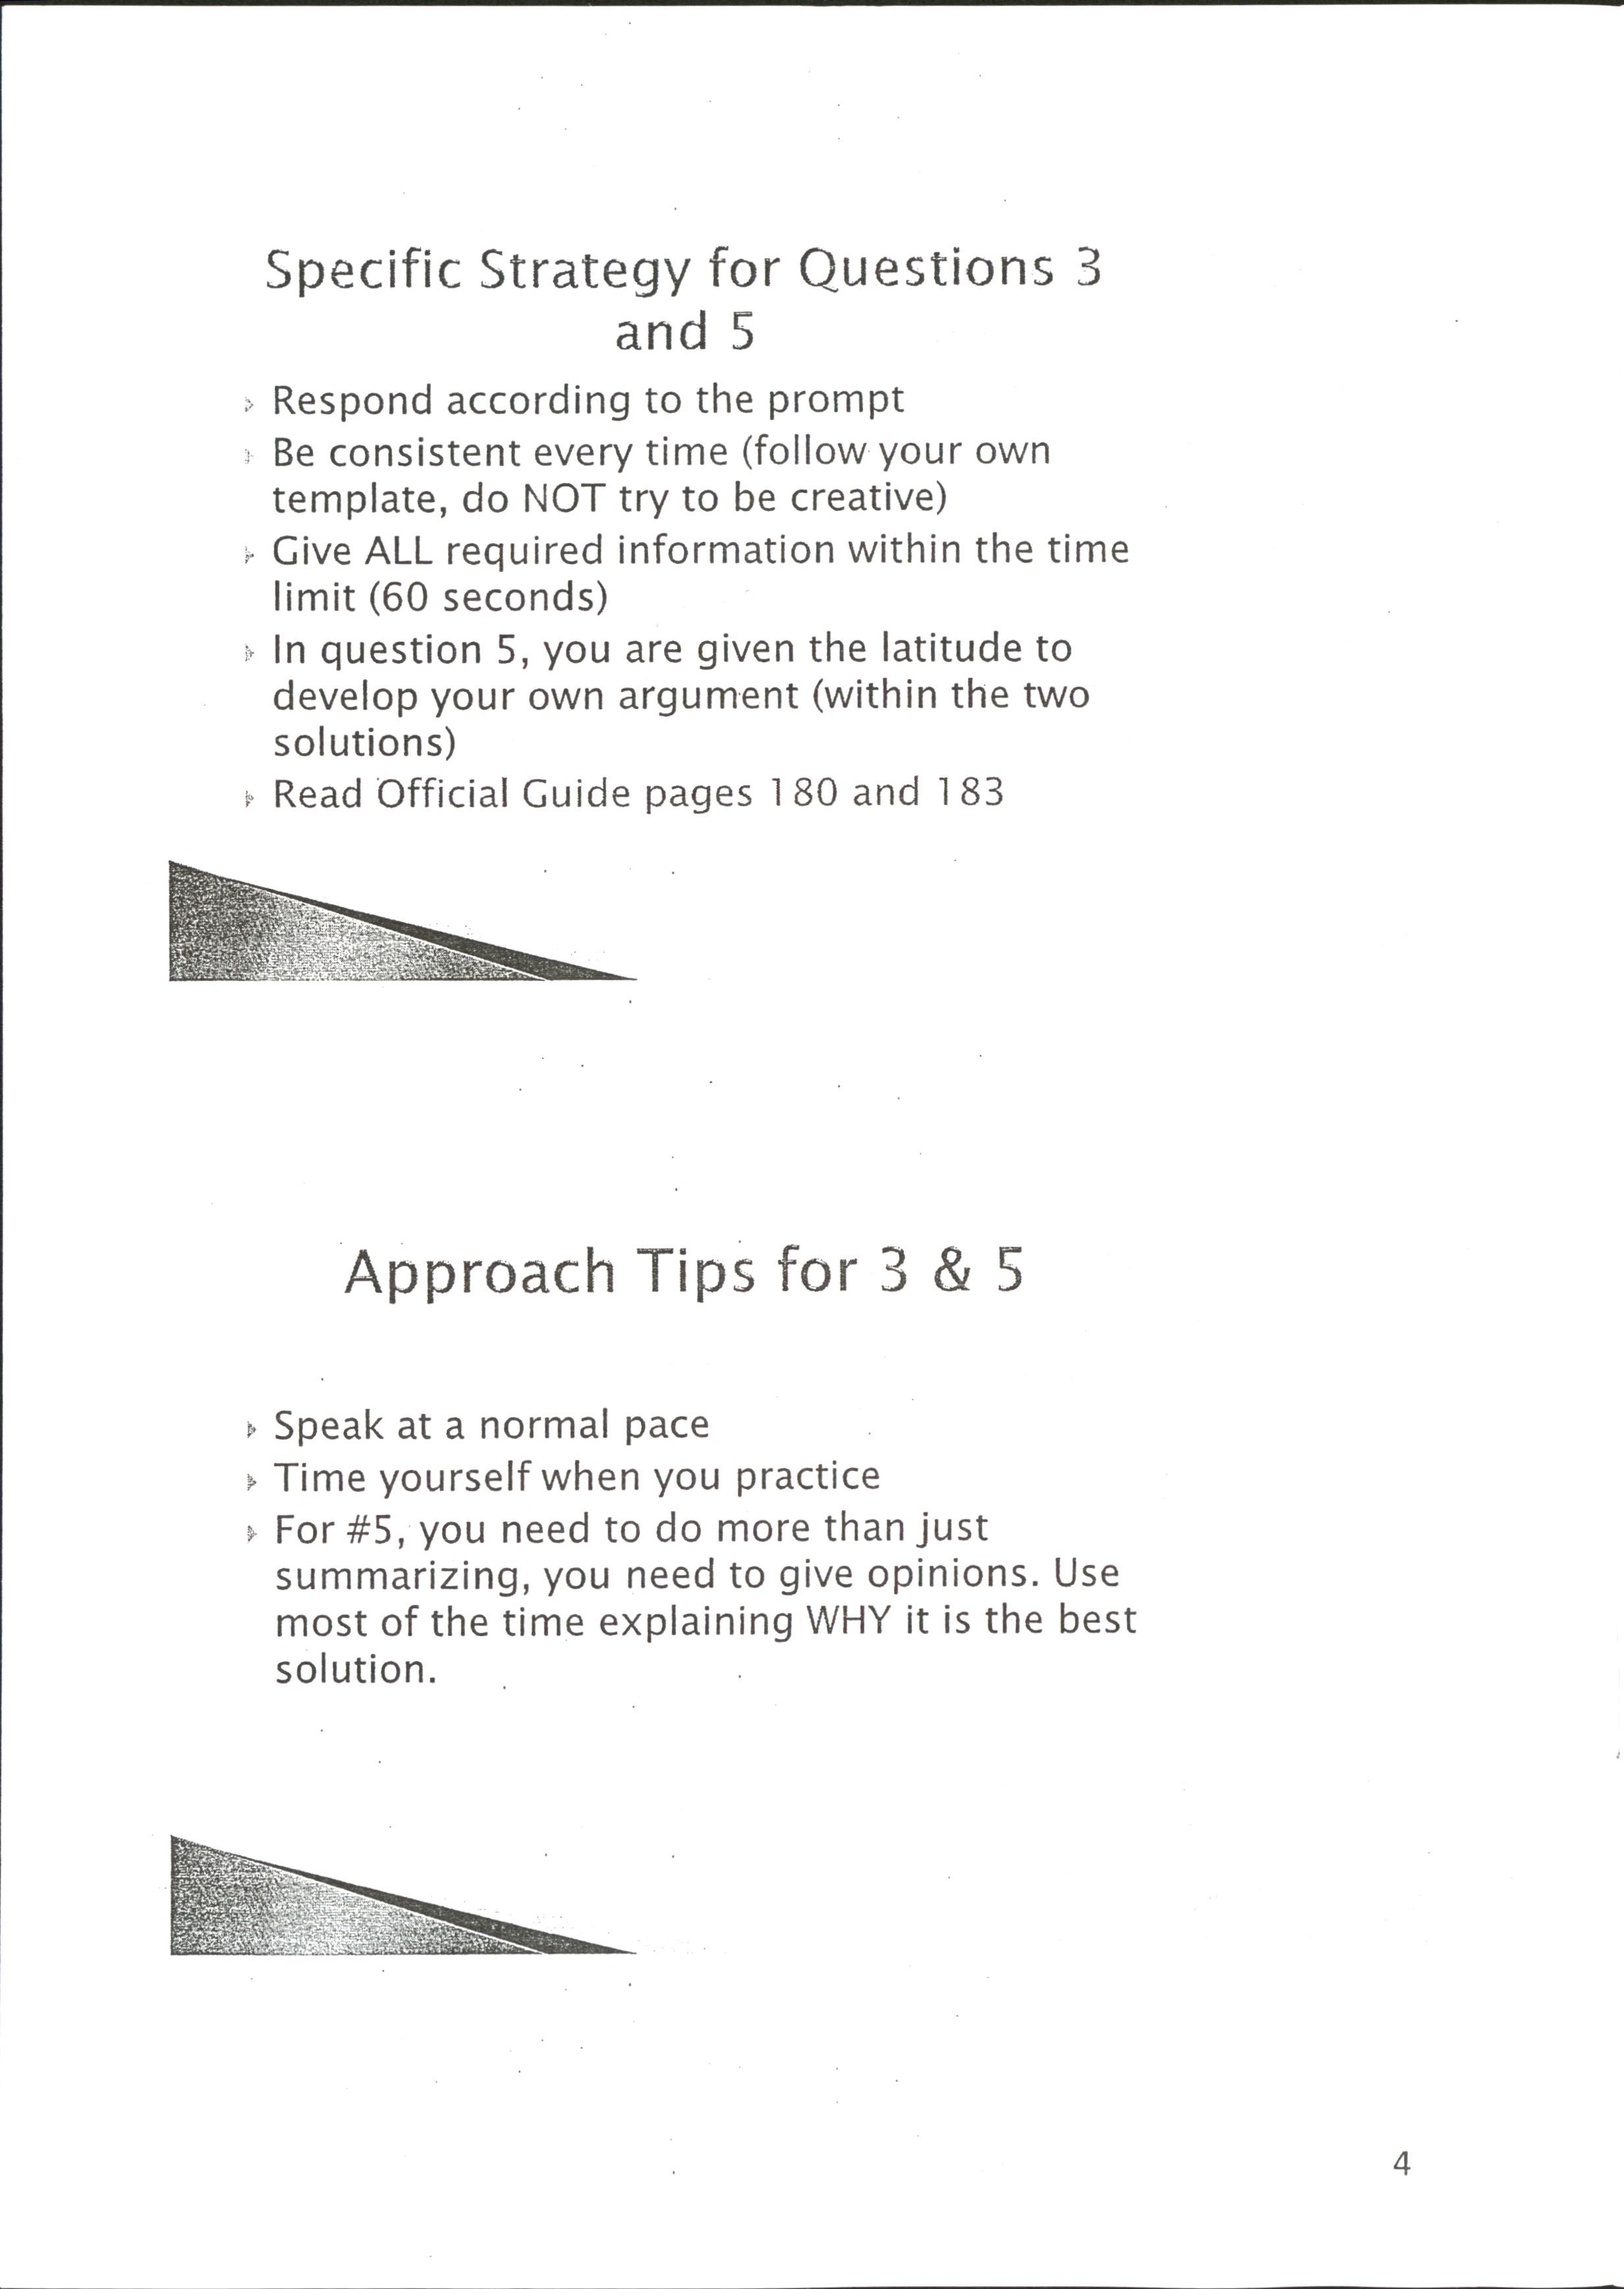 Specific Strategy for Questions 3
and 5
Respond according to the prompt
Be consistent every time (follow your own
template, do NOT try to be creative)
Give ALL required information within the time
limit (60 seconds)
In question 5, you are given the latitude to
develop your own argument (within the two
solutions)
Read Official Guide pages 180 and 183
Approach Tips for 3 & 5
Speak at a normal pace
Time yourself when you practice
For #5, you need to do more than just
summarizing, you need to give opinions. Use
most of the time explaining WHY it is the best
solution.
4